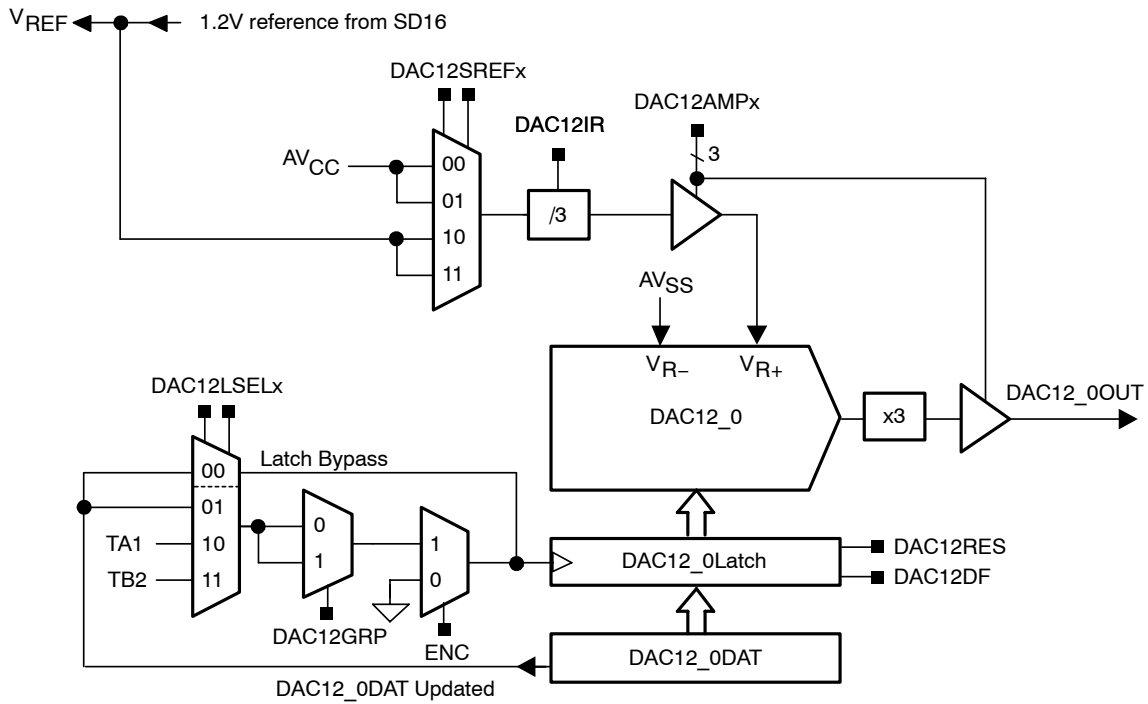 VREF
1.2V reference from SD16
DAC12SREFx
DAC12IR
DAC12AMPx
3
AVCC
00
01
10
11
/3
AVSS
VR−
VR+
DAC12_0
x3
DAC12_0OUT
DAC12LSELx
Latch Bypass
00
01
TA1
10
TB2
11
0
1
DAC12GRP
1
0
ENC
DAC12_0Latch
DAC12RES
DAC12DF
DAC12_0DAT
DAC12_0DAT Updated